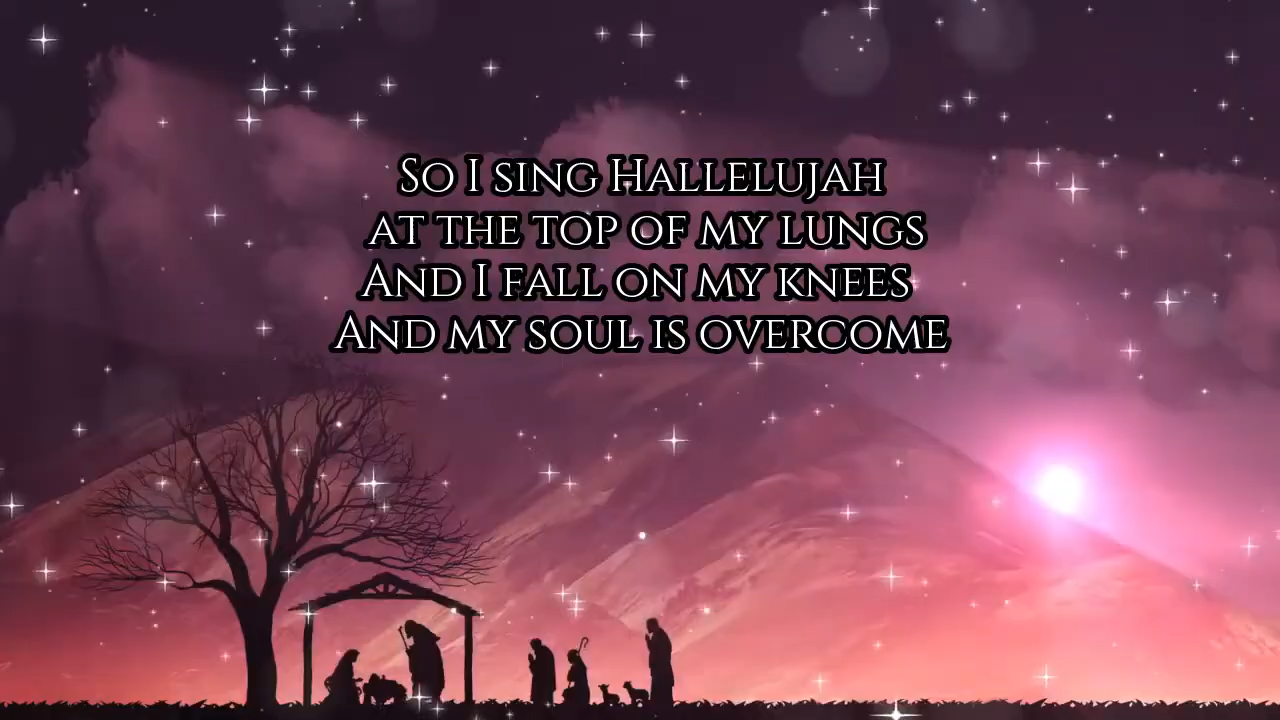 So I sing Hallelujah
at the top of my lungs
And I fall on my knees
And my soul is overcome